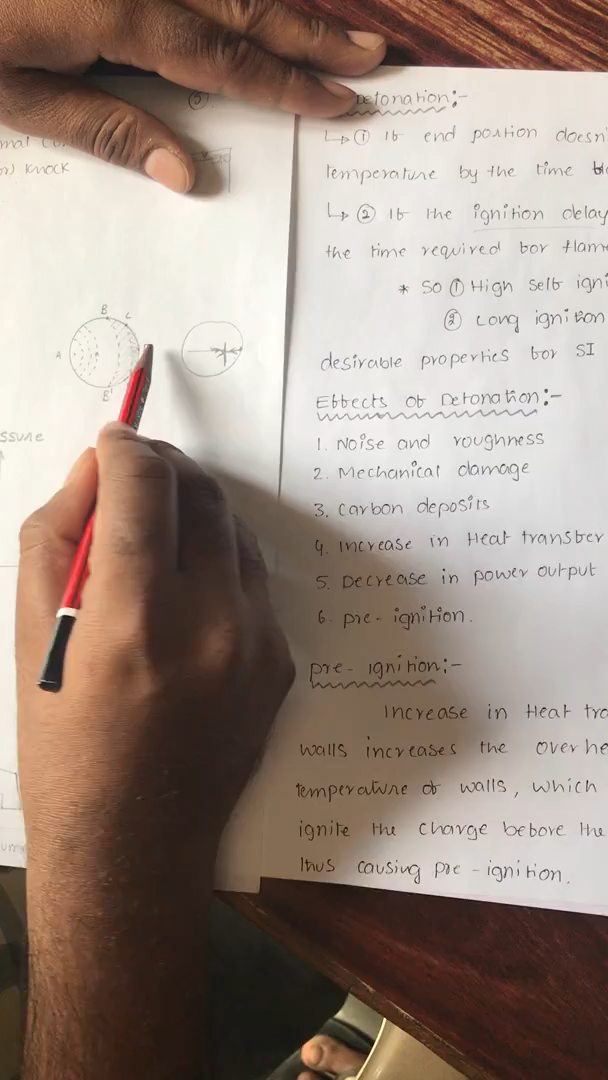 knock
B C
A
B'
ssure
Detonation:-
↳ ① If end portion doesn
temperature by the time
↳ ② If the ignition delay
the time required for flame
* So ① High self igni
② Long ignition
desirable properties for SI
Effects of Detonation:-
1. Noise and roughness
2. Mechanical damage
3. Carbon deposits
4. Increase in Heat transfer
5. Decrease in power output
6. pre-ignition.
pre-ignition:-
Increase in Heat tra
walls increases the over he
temperature of walls, which
ignite the charge before the
thus causing pre-ignition.